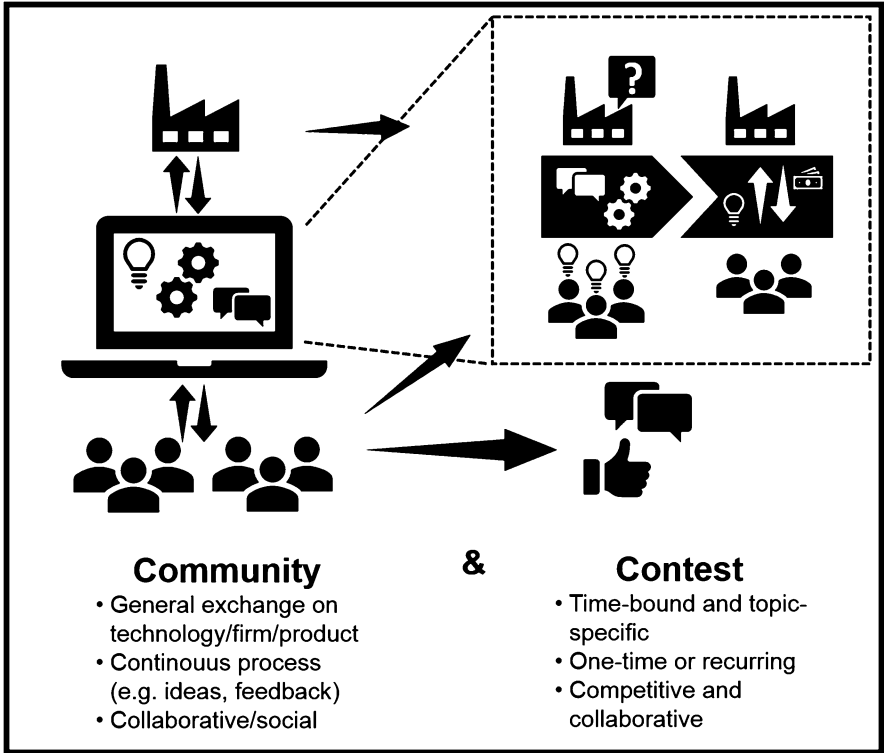 ?
Community
• General exchange on
technology/firm/product
• Continouus process
(e.g. ideas, feedback)
• Collaborative/social
&
Contest
• Time-bound and topic-
specific
• One-time or recurring
• Competitive and
collaborative